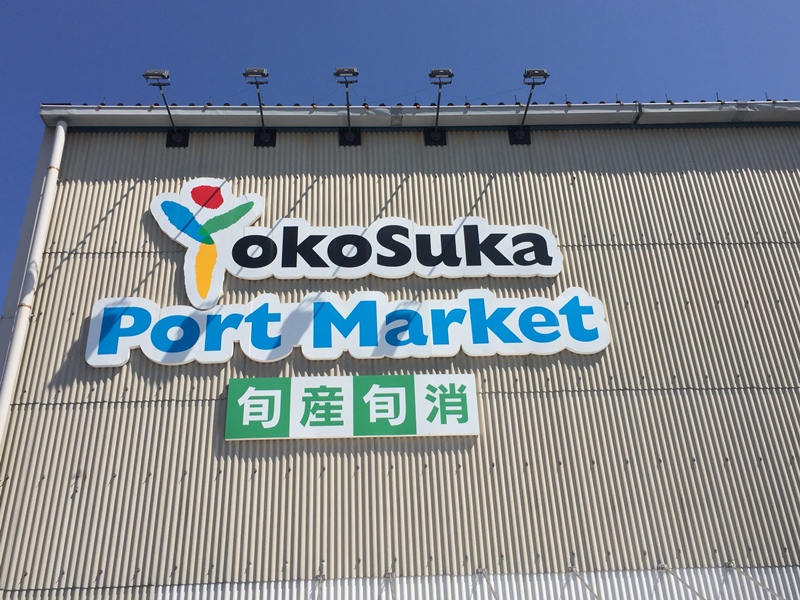 YokoSuka
Port Market
旬産旬消